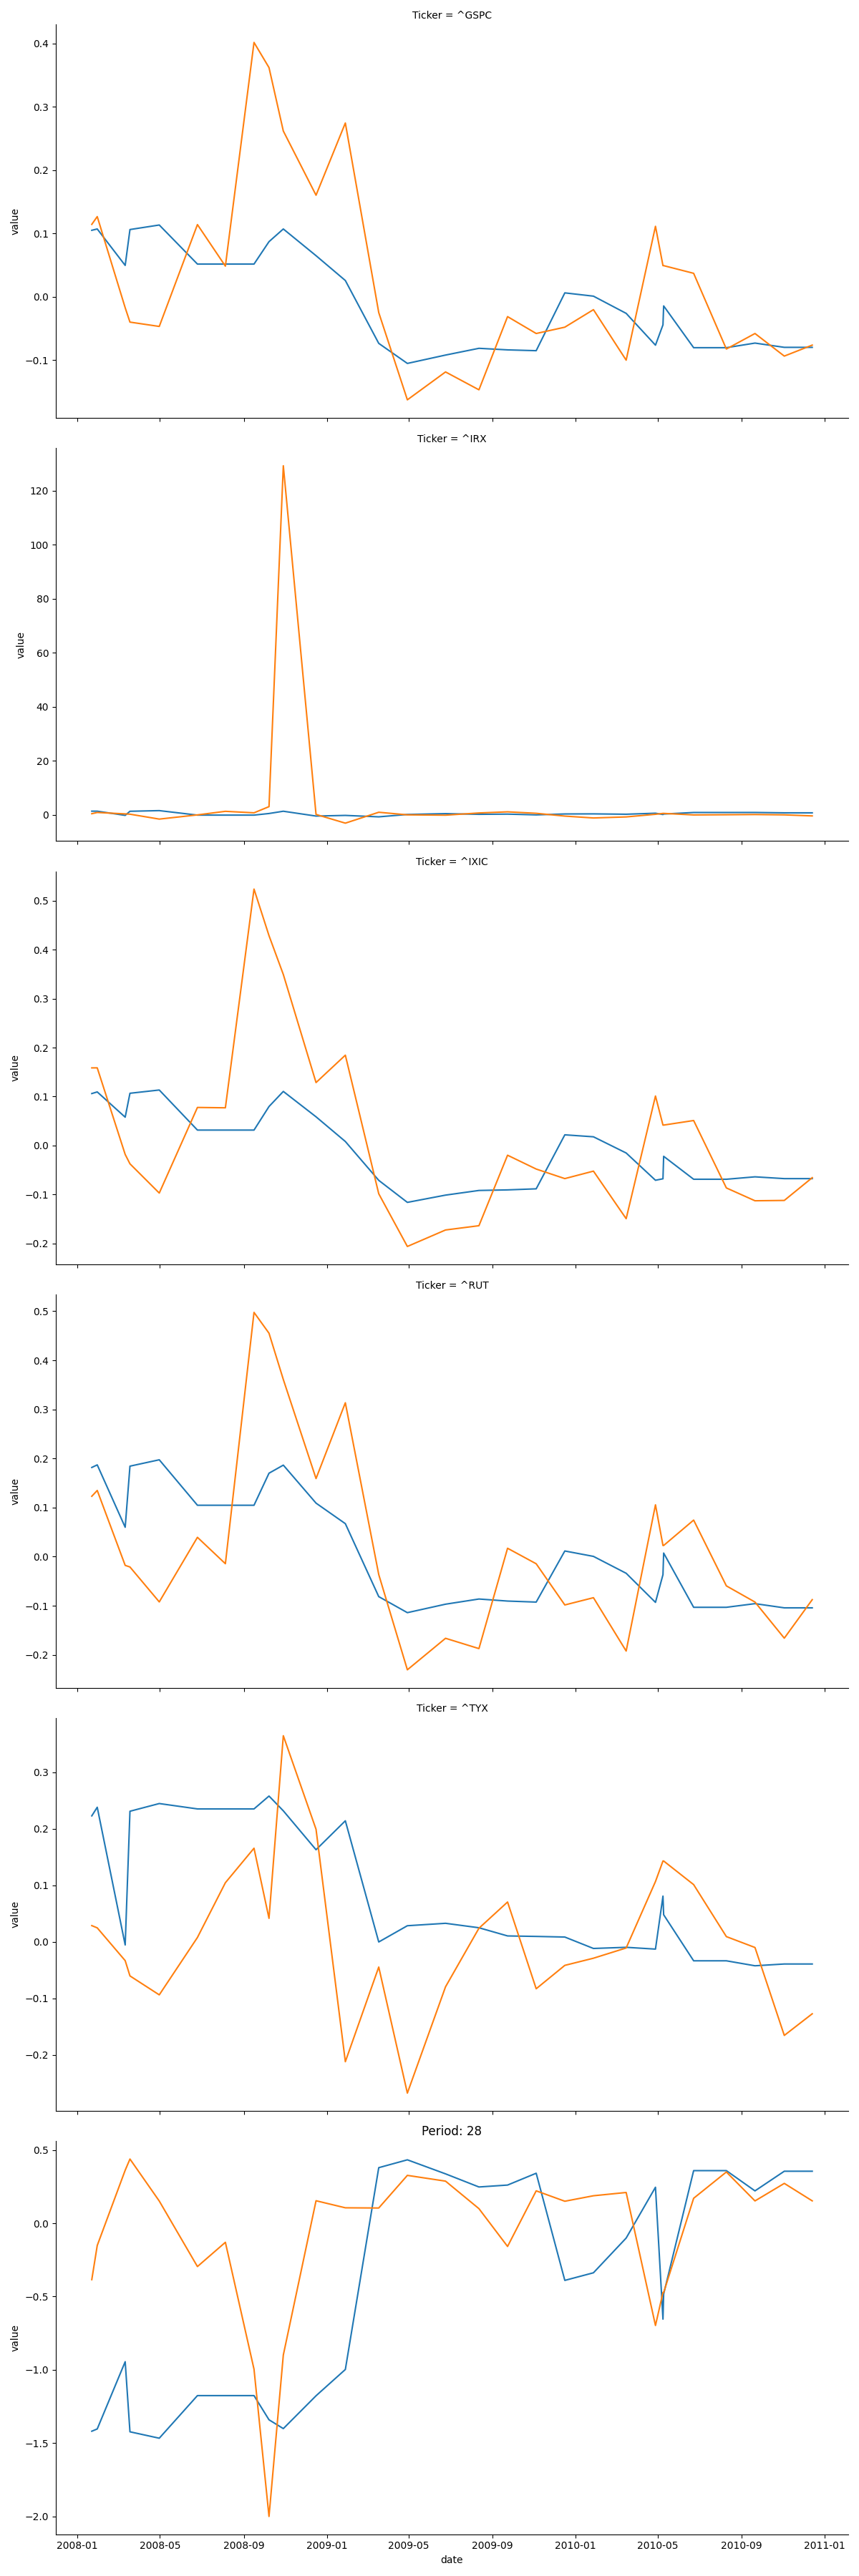 Ticker = ^GSPC
0.4
0.3
0.2
0.1
0.0
−0.1
value
Ticker = ^IRX
120
100
80
60
40
20
0
value
Ticker = ^IXIC
0.5
0.4
0.3
0.2
0.1
0.0
−0.1
−0.2
value
Ticker = ^RUT
0.5
0.4
0.3
0.2
0.1
0.0
−0.1
−0.2
value
Ticker = ^TYX
0.3
0.2
0.1
0.0
−0.1
−0.2
value
Period: 28
0.5
0.0
−0.5
−1.0
−1.5
−2.0
value
2008-01 2008-05 2008-09 2009-01 2009-05 2009-09 2010-01 2010-05 2010-09 2011-01
date